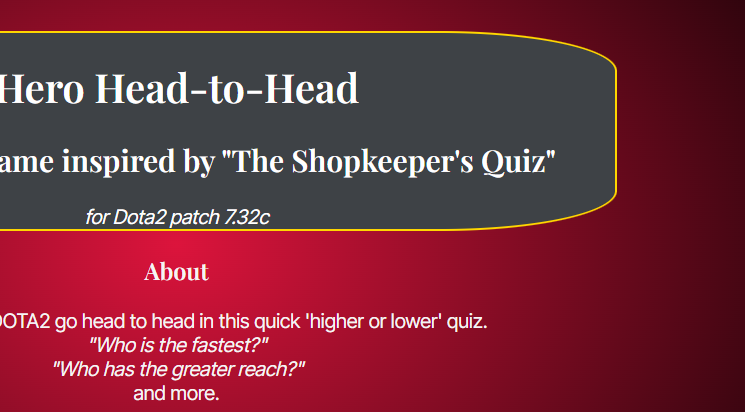 Hero Head-to-Head
ame inspired by "The Shopkeeper's Quiz"
for Dota2 patch 7.32c
About
DOTA2 go head to head in this quick 'higher or lower' quiz.
"Who is the fastest?"
"Who has the greater reach?"
and more.